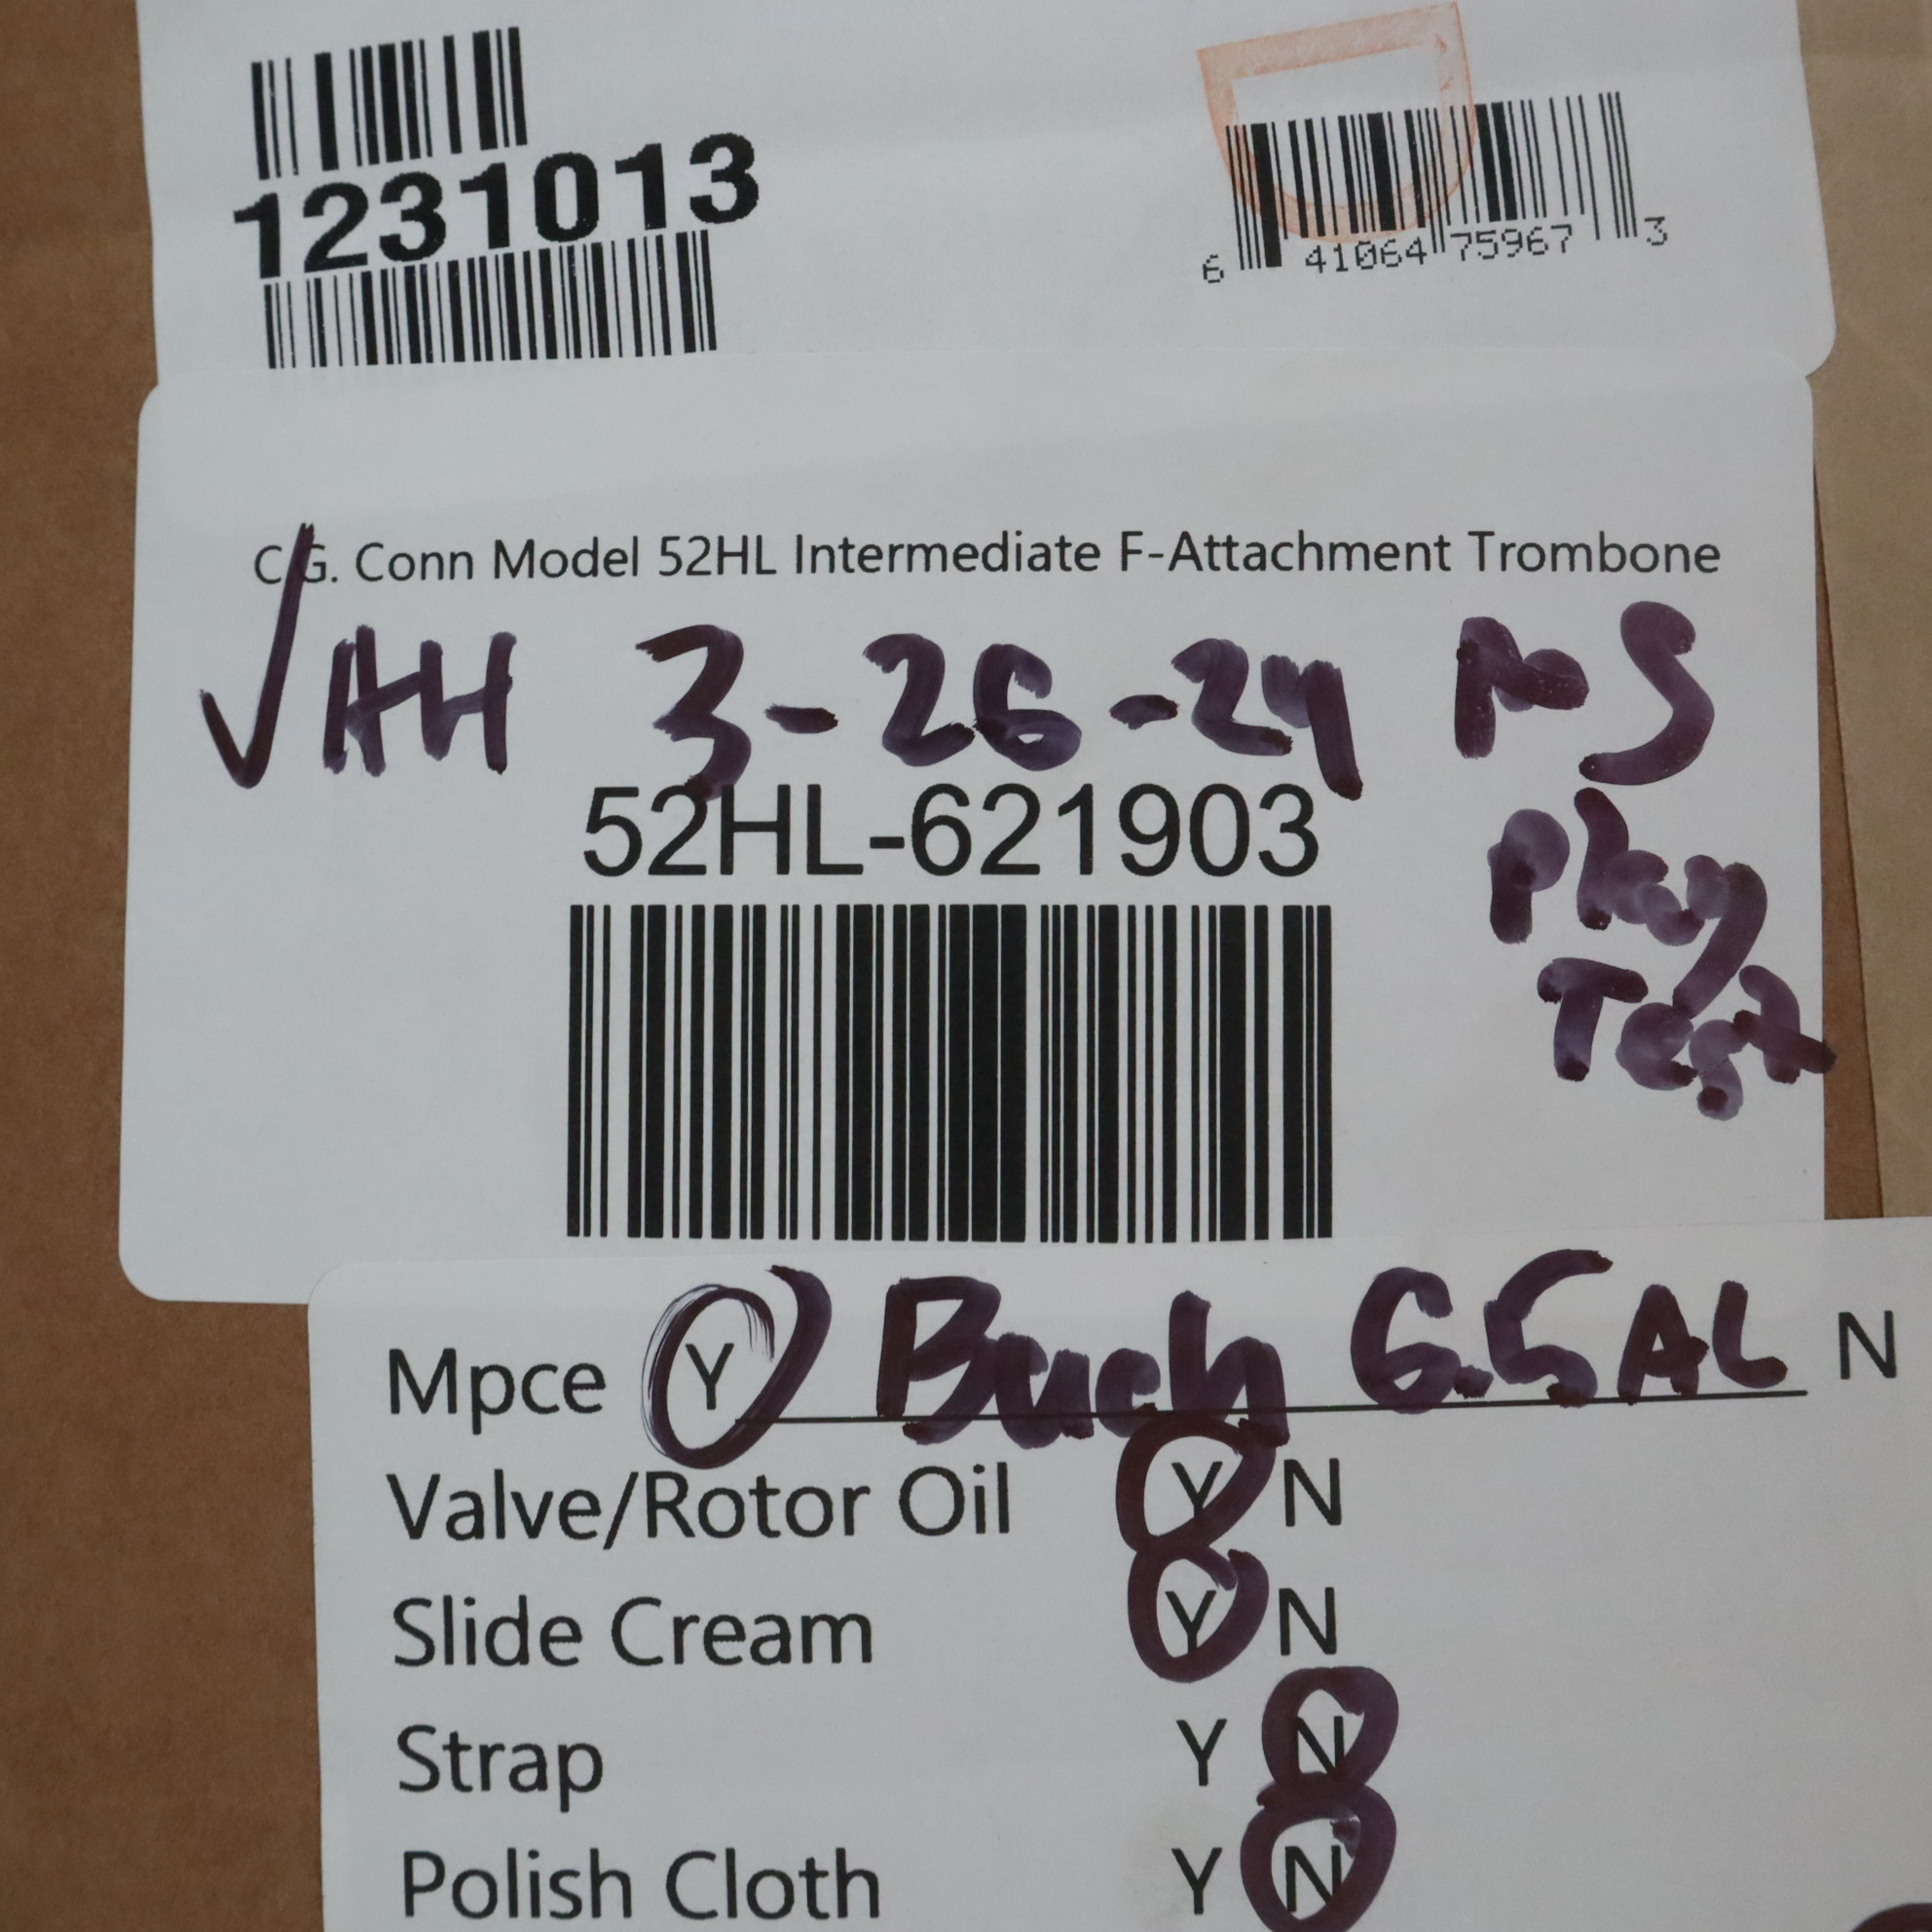 1231013
6 41064 75967 3
C.G. Conn Model 52HL Intermediate F-Attachment Trombone
√ AH 3-26-24 NS
52HL-621903
Play
Test
Mpce Y Bach 6.5AL N
Valve/Rotor Oil Y N
Slide Cream Y N
Strap Y N
Polish Cloth Y N